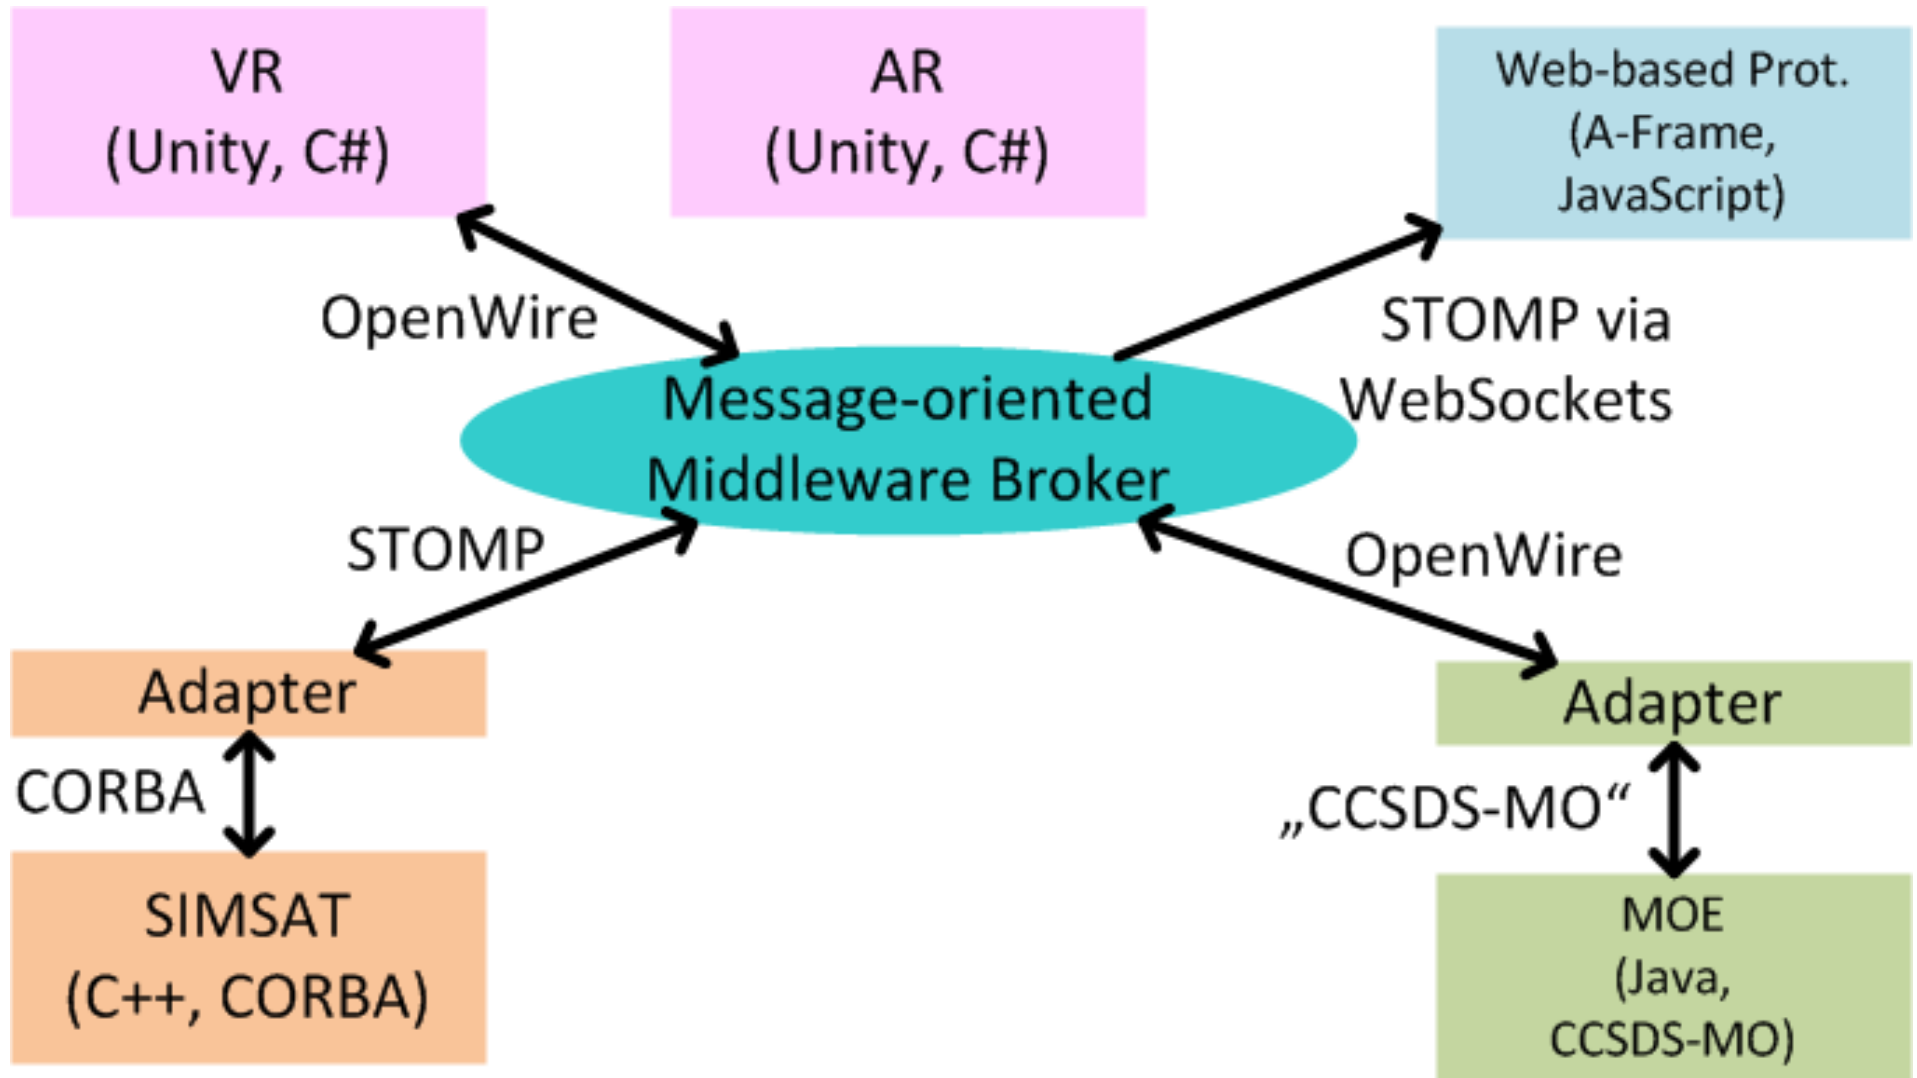 VR
(Unity, C#)
AR
(Unity, C#)
Web-based Prot.
(A-Frame,
JavaScript)
OpenWire
STOMP via
WebSockets
Message-oriented
Middleware Broker
STOMP
OpenWire
Adapter
Adapter
CORBA
„CCSDS-MO“
SIMSAT
(C++, CORBA)
MOE
(Java,
CCSDS-MO)